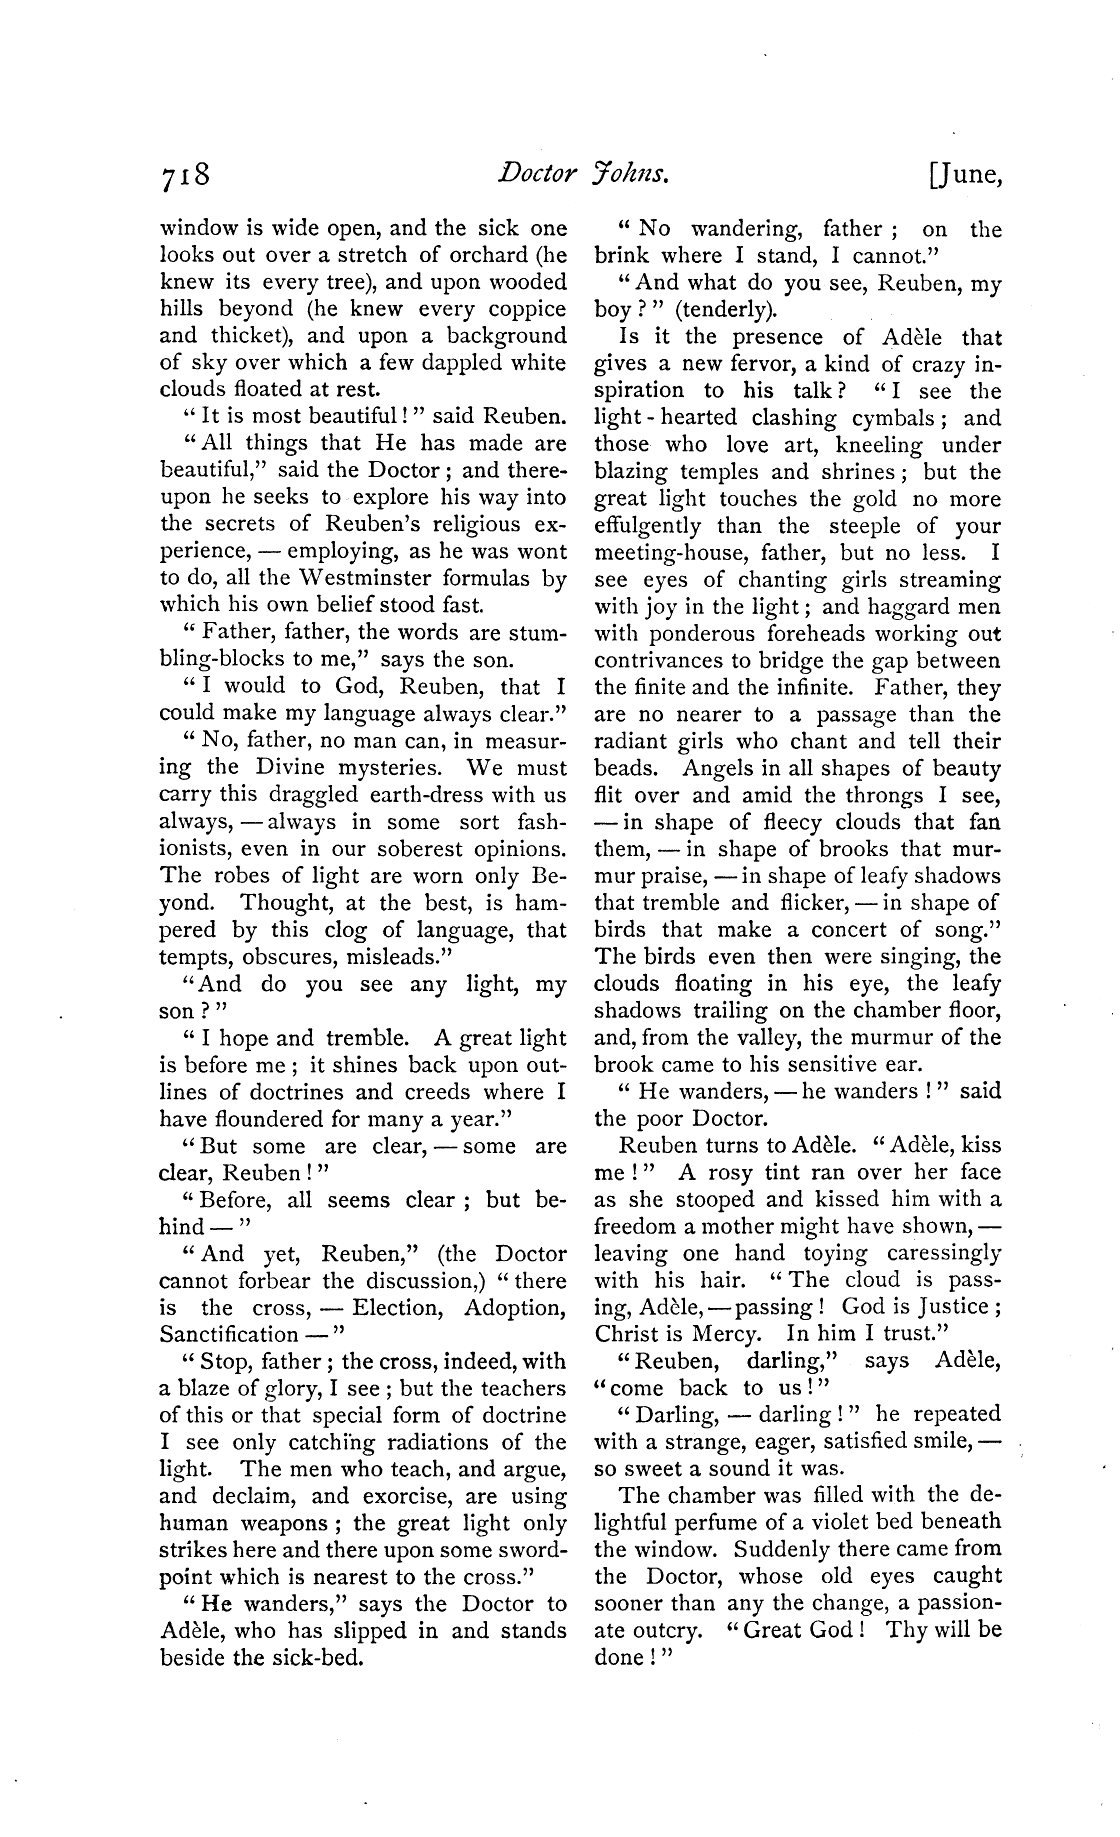 718 Doctor Johns. [June,
window is wide open, and the sick one
looks out over a stretch of orchard (he
knew its every tree), and upon wooded
hills beyond (he knew every coppice
and thicket), and upon a background
of sky over which a few dappled white
clouds floated at rest.
" It is most beautiful ! " said Reuben.
" All things that He has made are
beautiful," said the Doctor ; and there-
upon he seeks to explore his way into
the secrets of Reuben's religious ex-
perience, — employing, as he was wont
to do, all the Westminster formulas by
which his own belief stood fast.
" Father, father, the words are stum-
bling-blocks to me," says the son.
" I would to God, Reuben, that I
could make my language always clear."
" No, father, no man can, in measur-
ing the Divine mysteries. We must
carry this draggled earth-dress with us
always, — always in some sort fash-
ionists, even in our soberest opinions.
The robes of light are worn only Be-
yond. Thought, at the best, is ham-
pered by this clog of language, that
tempts, obscures, misleads."
" And do you see any light, my
son ? "
" I hope and tremble. A great light
is before me ; it shines back upon out-
lines of doctrines and creeds where I
have floundered for many a year."
" But some are clear, — some are
clear, Reuben ! "
" Before, all seems clear ; but be-
hind — "
" And yet, Reuben," (the Doctor
cannot forbear the discussion,) " there
is the cross, — Election, Adoption,
Sanctification — "
" Stop, father ; the cross, indeed, with
a blaze of glory, I see ; but the teachers
of this or that special form of doctrine
I see only catching radiations of the
light. The men who teach, and argue,
and declaim, and exorcise, are using
human weapons ; the great light only
strikes here and there upon some sword-
point which is nearest to the cross."
" He wanders," says the Doctor to
Adèle, who has slipped in and stands
beside the sick-bed.
" No wandering, father ; on the
brink where I stand, I cannot."
" And what do you see, Reuben, my
boy ? " (tenderly).
Is it the presence of Adèle that
gives a new fervor, a kind of crazy in-
spiration to his talk ? " I see the
light-hearted clashing cymbals ; and
those who love art, kneeling under
blazing temples and shrines ; but the
great light touches the gold no more
effulgently than the steeple of your
meeting-house, father, but no less. I
see eyes of chanting girls streaming
with joy in the light ; and haggard men
with ponderous foreheads working out
contrivances to bridge the gap between
the finite and the infinite. Father, they
are no nearer to a passage than the
radiant girls who chant and tell their
beads. Angels in all shapes of beauty
flit over and amid the throngs I see,
— in shape of fleecy clouds that fan
them, — in shape of brooks that mur-
mur praise, — in shape of leafy shadows
that tremble and flicker, — in shape of
birds that make a concert of song."
The birds even then were singing, the
clouds floating in his eye, the leafy
shadows trailing on the chamber floor,
and, from the valley, the murmur of the
brook came to his sensitive ear.
" He wanders, — he wanders ! " said
the poor Doctor.
Reuben turns to Adèle. " Adèle, kiss
me ! " A rosy tint ran over her face
as she stooped and kissed him with a
freedom a mother might have shown, —
leaving one hand toying caressingly
with his hair. " The cloud is pass-
ing, Adèle, — passing ! God is Justice ;
Christ is Mercy. In him I trust."
" Reuben, darling," says Adèle,
" come back to us ! "
" Darling, — darling ! " he repeated
with a strange, eager, satisfied smile, —
so sweet a sound it was.
The chamber was filled with the de-
lightful perfume of a violet bed beneath
the window. Suddenly there came from
the Doctor, whose old eyes caught
sooner than any the change, a passion-
ate outcry. " Great God ! Thy will be
done ! "